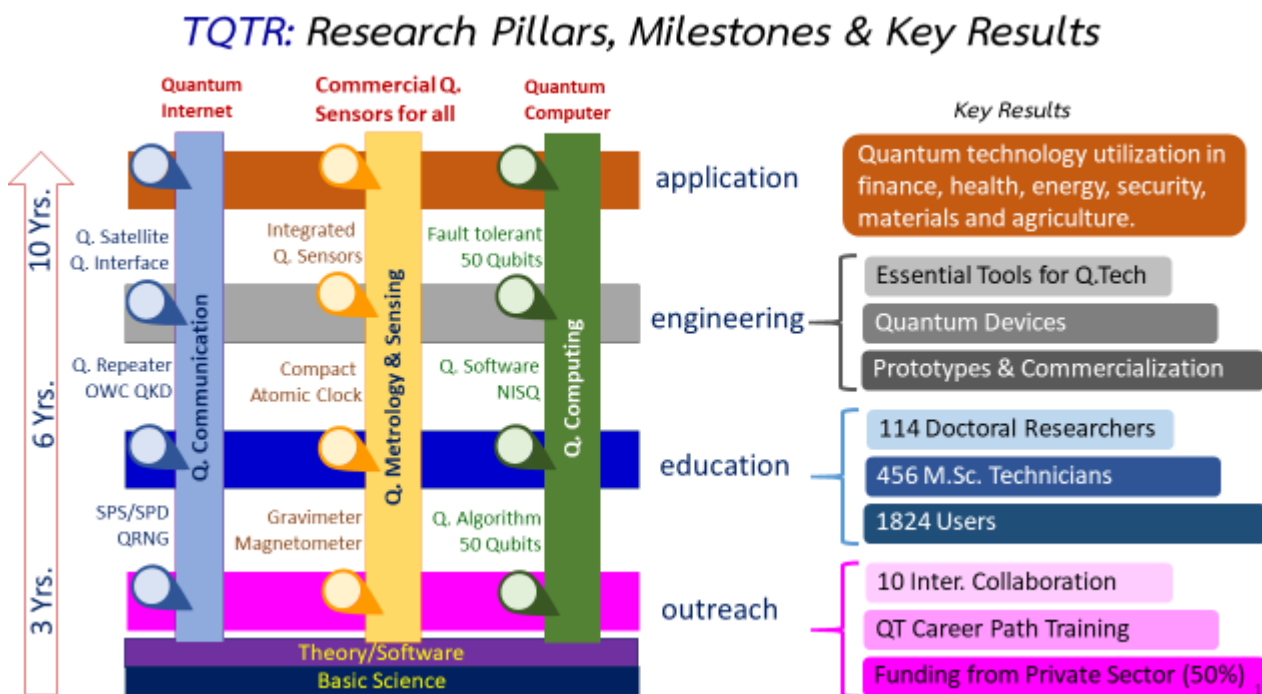 TQTR: Research Pillars, Milestones & Key Results
Quantum
Internet
Commercial Q.
Sensors for all
Quantum
Computer
Key Results
10 Yrs.
6 Yrs.
3 Yrs.
Q. Communication
Q. Metrology & Sensing
Q. Computing
application
Quantum technology utilization in
finance, health, energy, security,
materials and agriculture.
Q. Satellite
Q. Interface
Integrated
Q. Sensors
Fault tolerant
50 Qubits
engineering
Essential Tools for Q.Tech
Quantum Devices
Prototypes & Commercialization
Q. Repeater
OWC QKD
Compact
Atomic Clock
Q. Software
NISQ
education
114 Doctoral Researchers
456 M.Sc. Technicians
1824 Users
SPS/SPD
QRNG
Gravimeter
Magnetometer
Q. Algorithm
50 Qubits
outreach
10 Inter. Collaboration
QT Career Path Training
Funding from Private Sector (50%)
1
Theory/Software
Basic Science